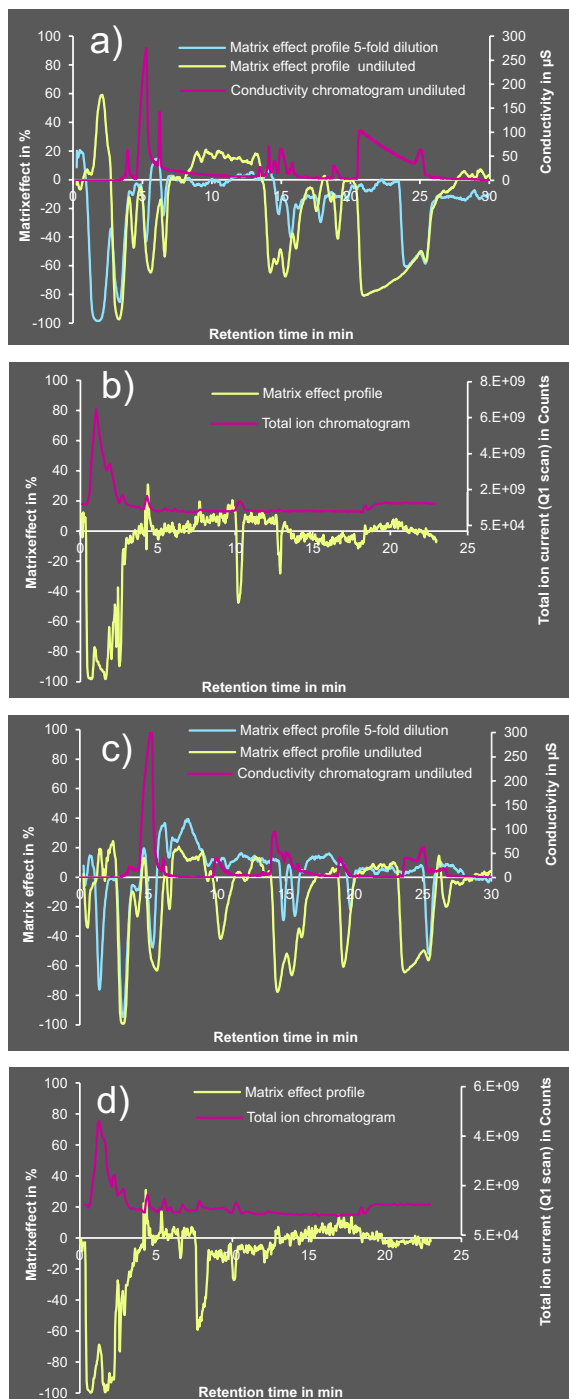 a)
Matrix effect profile 5-fold dilution
Matrix effect profile undiluted
Conductivity chromatogram undiluted
100
80
60
40
20
0
-20
-40
-60
-80
-100
300
250
200
150
100
50
0
0 5 10 15 20 25 30
Matrixeffect in %
Conductivity in µS
Retention time in min
b)
Matrix effect profile
Total ion chromatogram
100
80
60
40
20
0
-20
-40
-60
-80
-100
8.E+09
6.E+09
4.E+09
2.E+09
5.E+04
0 5 10 15 20 25
Matrixeffect in %
Total ion current (Q1 scan) in Counts
Retention time in min
c)
Matrix effect profile 5-fold dilution
Matrix effect profile undiluted
Conductivity chromatogram undiluted
100
80
60
40
20
0
-20
-40
-60
-80
-100
300
250
200
150
100
50
0
0 5 10 15 20 25 30
Matrix effect in %
Conductivity in µS
Retention time in min
d)
Matrix effect profile
Total ion chromatogram
100
80
60
40
20
0
-20
-40
-60
-80
-100
6.E+09
4.E+09
2.E+09
5.E+04
0 5 10 15 20 25
Matrixeffect in %
Total ion current (Q1 scan) in Counts
Retention time in min